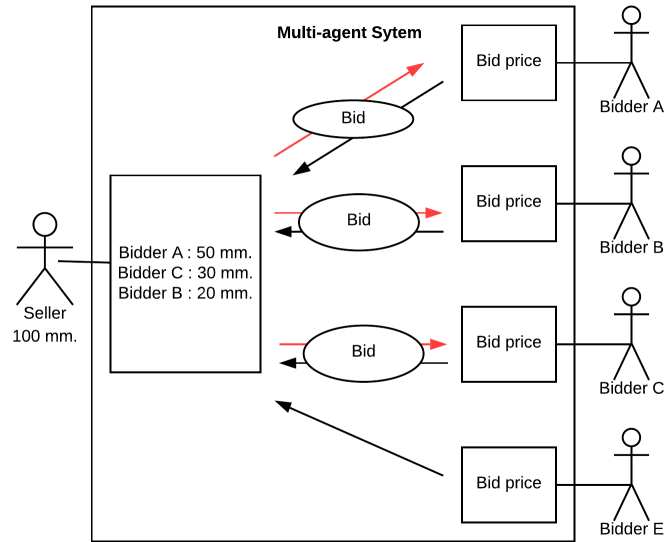 Multi-agent Sytem
Bid price
Bidder A
Bid
Bid price
Bidder B
Bid
Bidder A : 50 mm.
Bidder C : 30 mm.
Bidder B : 20 mm.
Seller
100 mm.
Bid price
Bidder C
Bid
Bid price
Bidder E